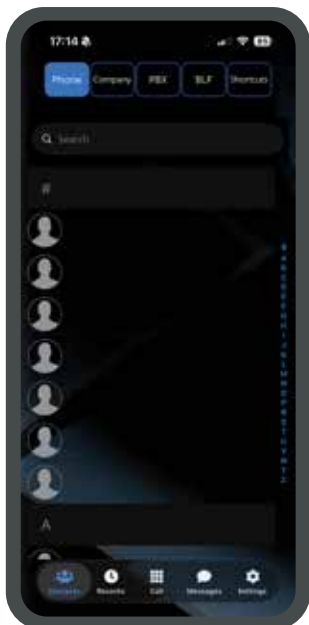 17:14
Phone Company PBX BLF Shortcuts
Search
#
A
Contacts Recents Call Messages Settings